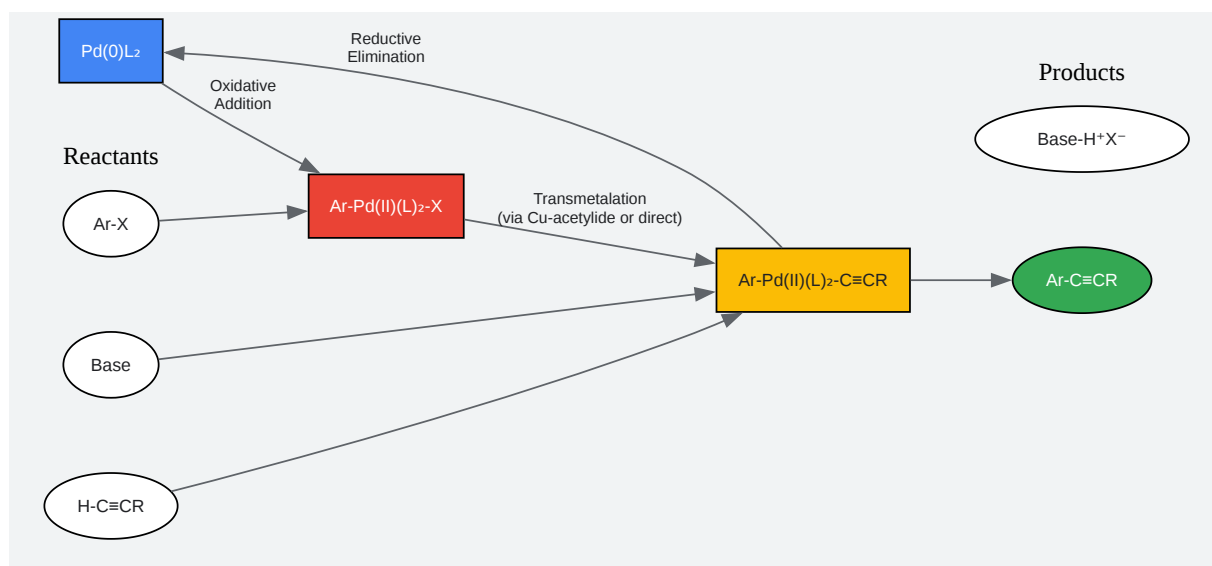 Pd(0)L₂
Reductive
Elimination
Oxidative
Addition
Products
Base-H⁺X⁻
Reactants
Ar-X
Ar-Pd(II)(L)₂-X
Transmetalation
(via Cu-acetylide or direct)
Ar-Pd(II)(L)₂-C≡CR
Ar-C≡CR
Base
H-C≡CR